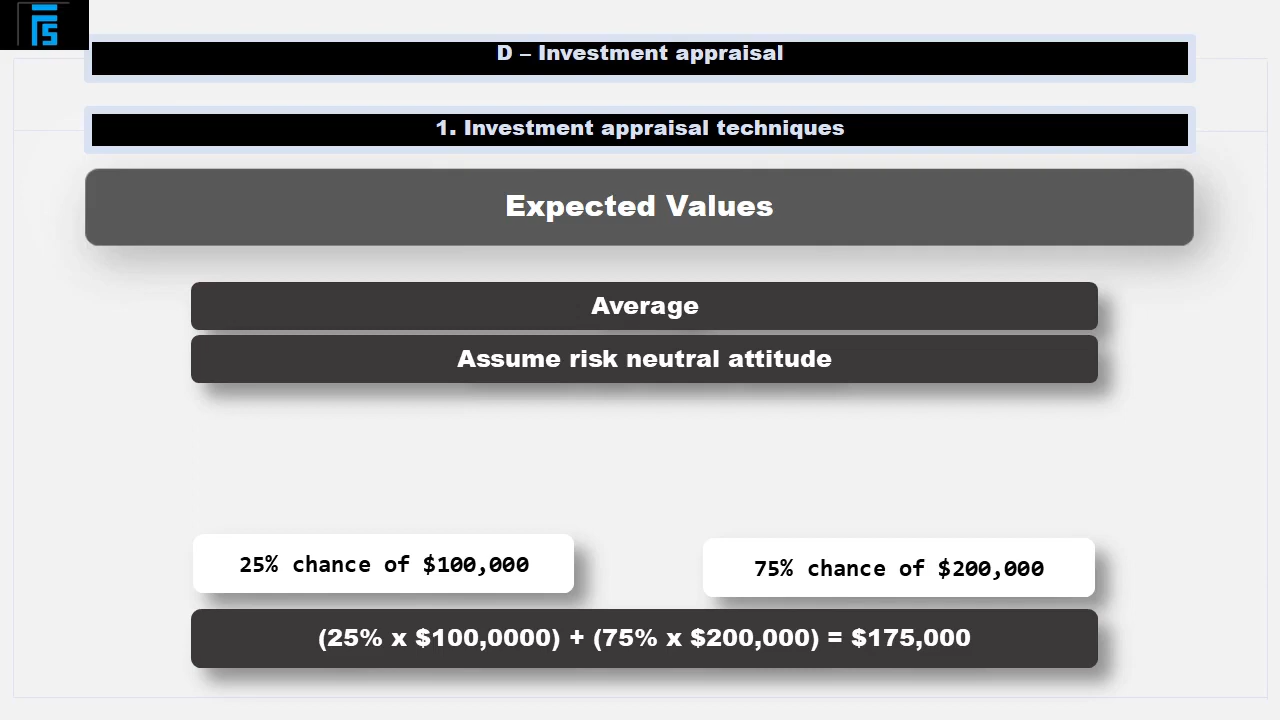 D – Investment appraisal
1. Investment appraisal techniques
Expected Values
Average
Assume risk neutral attitude
25% chance of $100,000
75% chance of $200,000
(25% x $100,0000) + (75% x $200,000) = $175,000